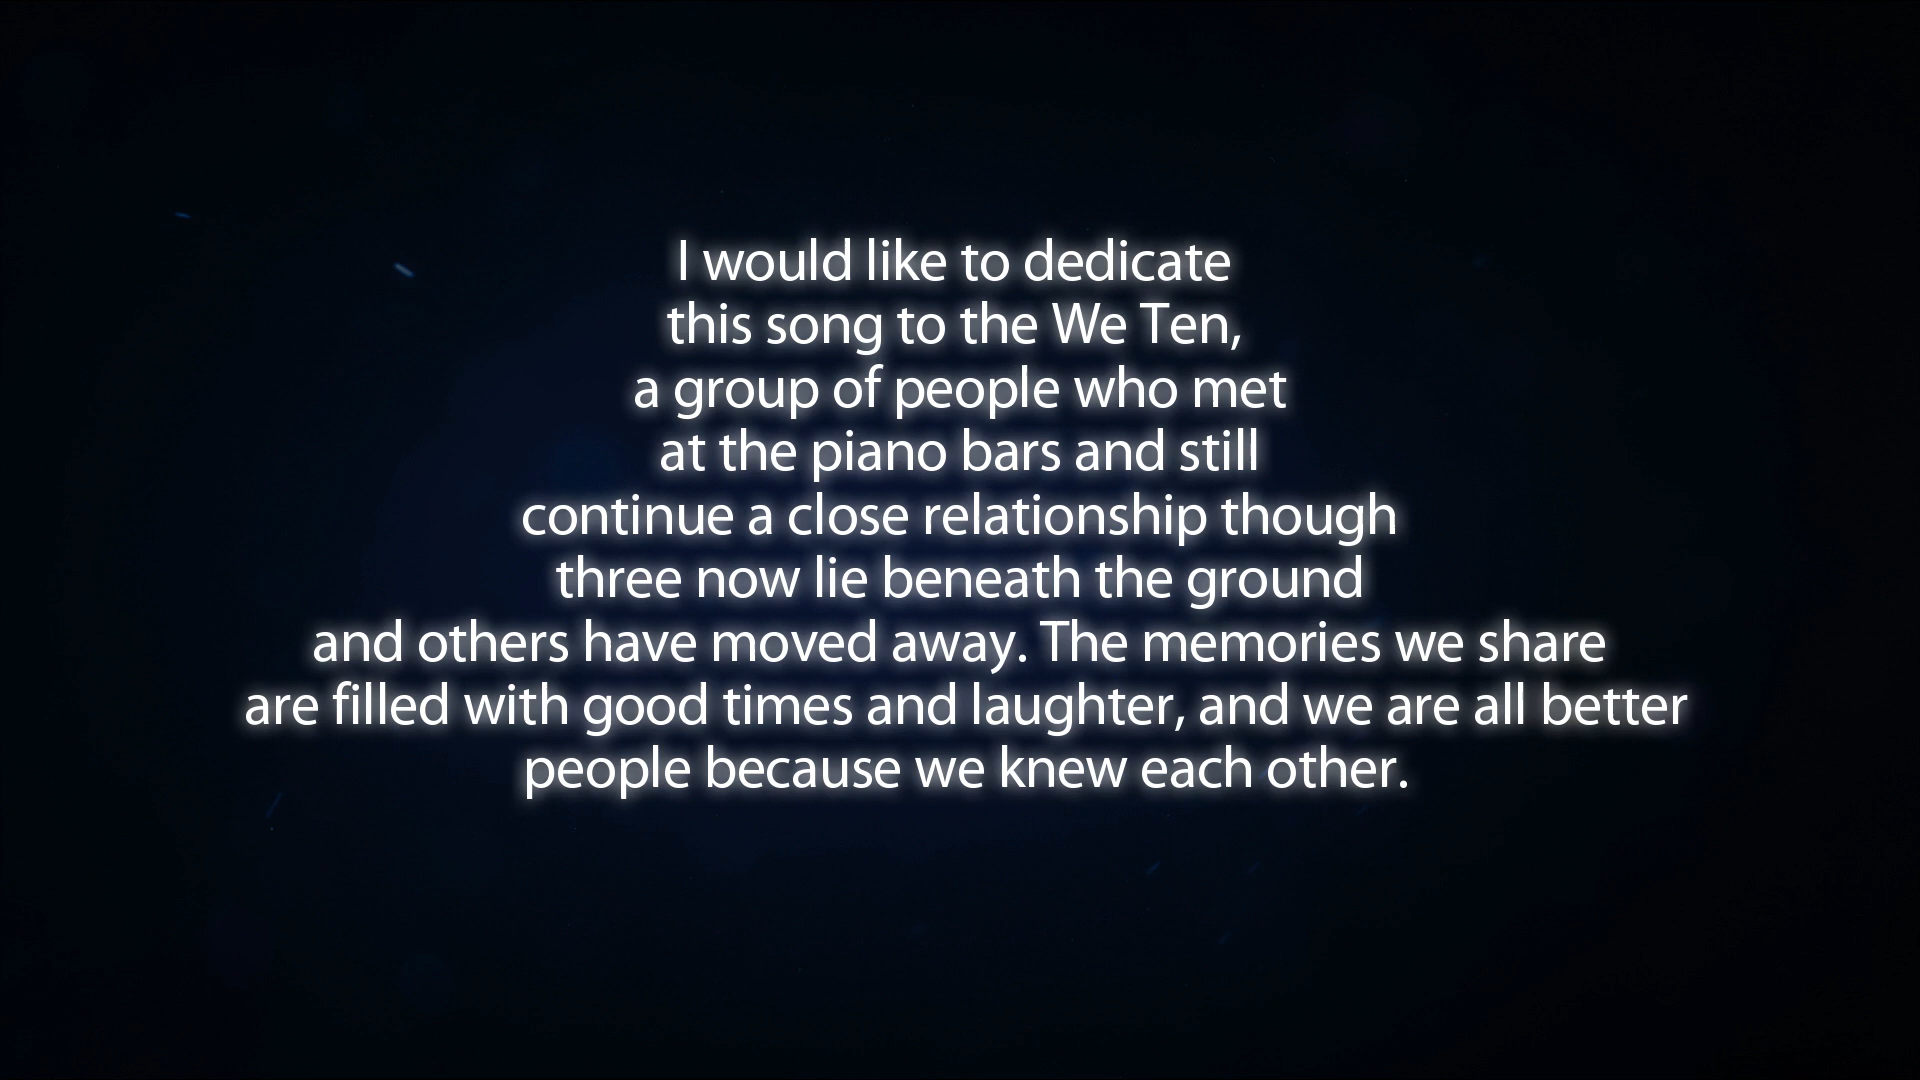 I would like to dedicate
this song to the We Ten,
a group of people who met
at the piano bars and still
continue a close relationship though
three now lie beneath the ground
and others have moved away. The memories we share
are filled with good times and laughter, and we are all better
people because we knew each other.